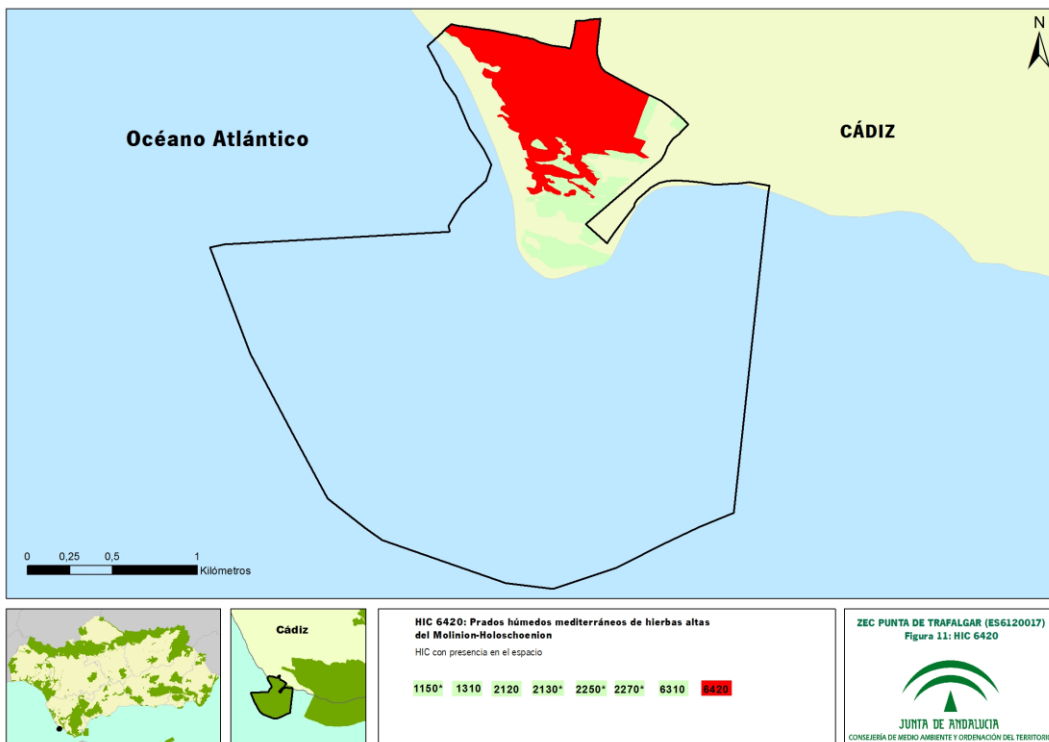 N
Océano Atlántico
CÁDIZ
0 0,25 0,5 1
Kilómetros
Cádiz
HIC 6420: Prados húmedos mediterráneos de hierbas altas
del Molinion-Holoschoenion
HIC con presencia en el espacio
1150* 1310 2120 2130* 2250* 2270* 6310 6420
ZEC PUNTA DE TRAFALGAR (ES6120017)
Figura 11: HIC 6420
JUNTA DE ANDALUCIA
CONSEJERÍA DE MEDIO AMBIENTE Y ORDENACIÓN DEL TERRITORIO